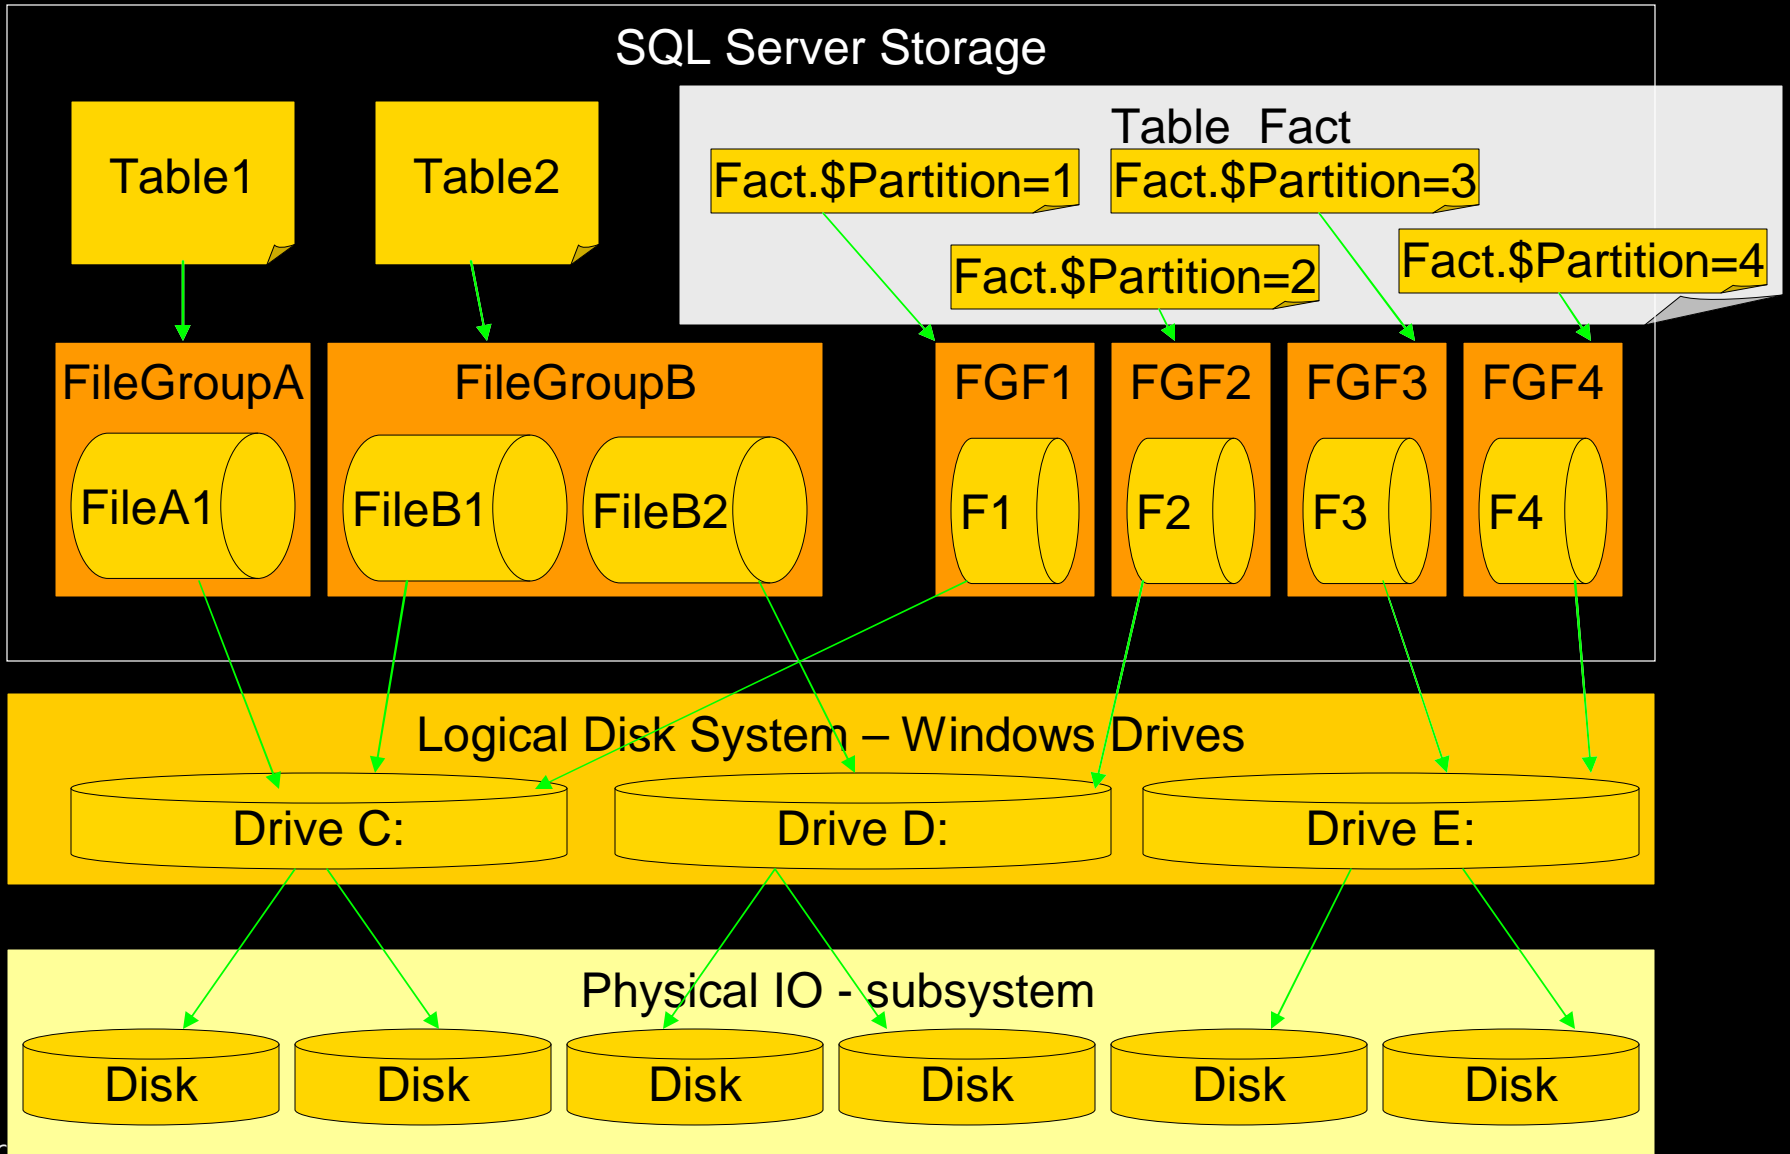 SQL Server Storage
Table1
Table2
Table Fact
Fact.$Partition=1
Fact.$Partition=3
Fact.$Partition=2
Fact.$Partition=4
FileGroupA
FileGroupB
FGF1
FGF2
FGF3
FGF4
FileA1
FileB1
FileB2
F1
F2
F3
F4
Logical Disk System – Windows Drives
Drive C:
Drive D:
Drive E:
Physical IO - subsystem
Disk
Disk
Disk
Disk
Disk
Disk